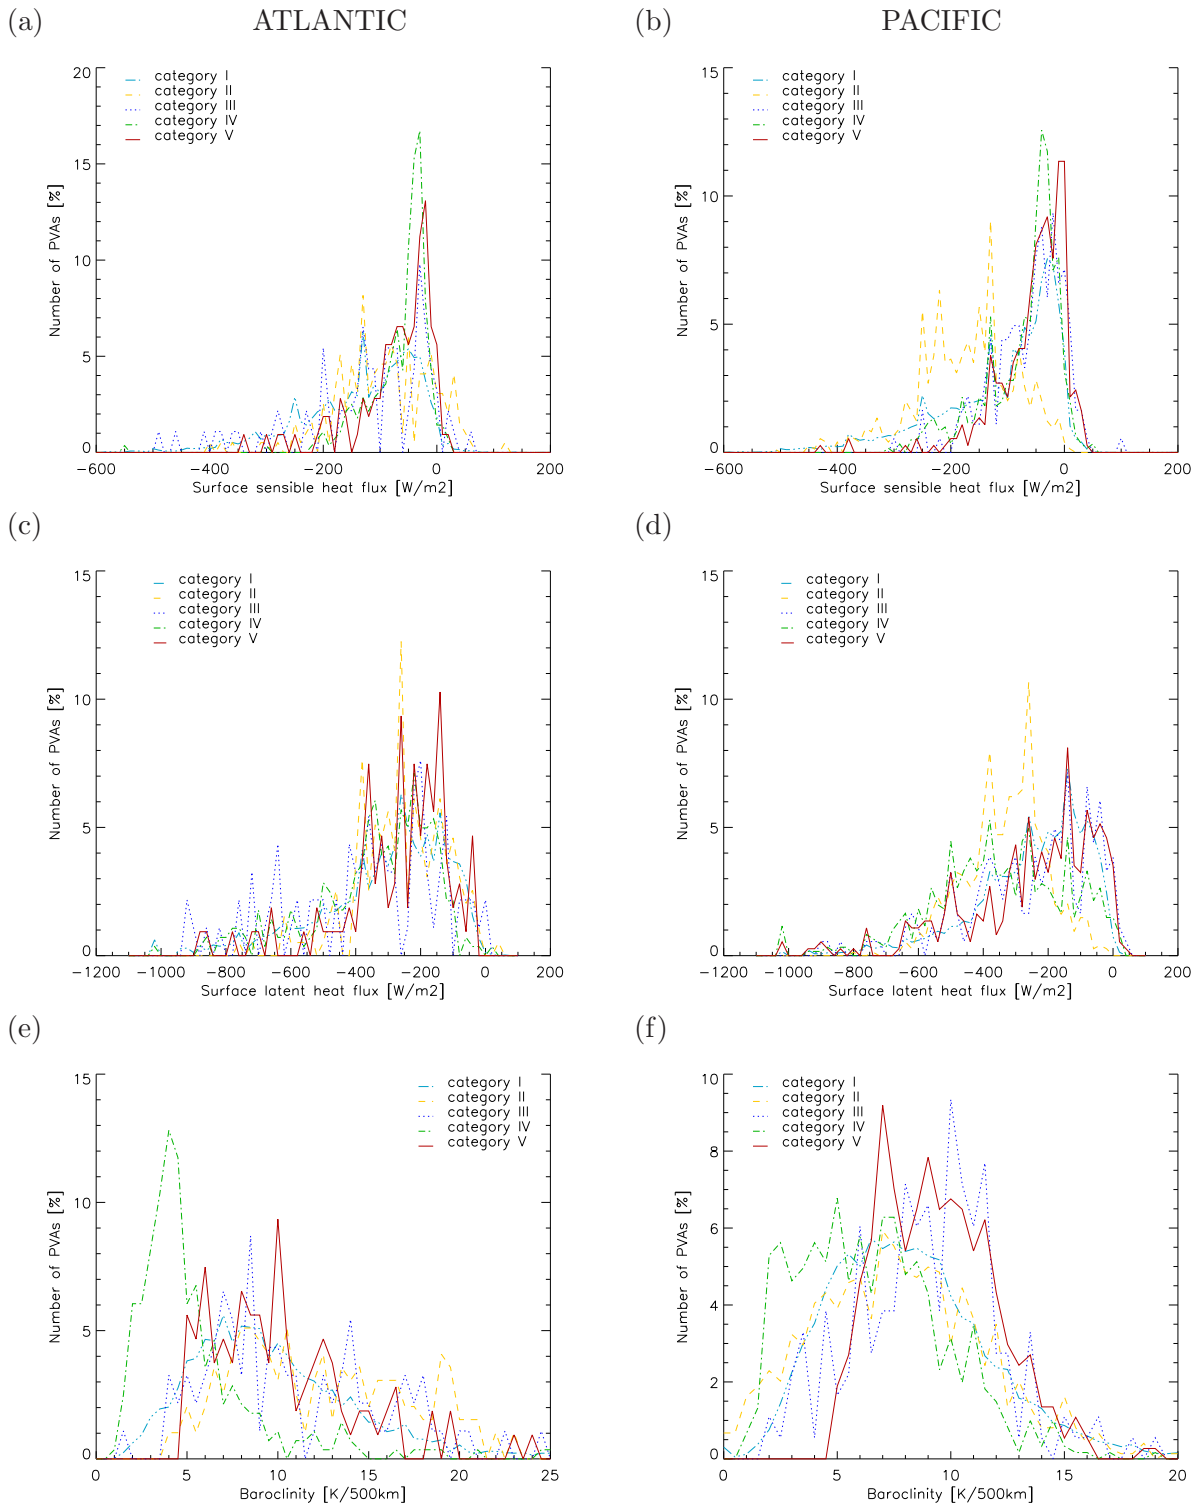 (a) ATLANTIC
(b) PACIFIC
category I
category II
category III
category IV
category V
20
15
10
5
0
Number of PVAs [%]
−600 −400 −200 0 200
Surface sensible heat flux [W/m2]
category I
category II
category III
category IV
category V
15
10
5
0
Number of PVAs [%]
−600 −400 −200 0 200
Surface sensible heat flux [W/m2]
(c)
(d)
category I
category II
category III
category IV
category V
15
10
5
0
Number of PVAs [%]
−1200 −1000 −800 −600 −400 −200 0 200
Surface latent heat flux [W/m2]
category I
category II
category III
category IV
category V
15
10
5
0
Number of PVAs [%]
−1200 −1000 −800 −600 −400 −200 0 200
Surface latent heat flux [W/m2]
(e)
(f)
category I
category II
category III
category IV
category V
15
10
5
0
Number of PVAs [%]
0 5 10 15 20 25
Baroclinity [K/500km]
category I
category II
category III
category IV
category V
10
8
6
4
2
0
Number of PVAs [%]
0 5 10 15 20
Baroclinity [K/500km]